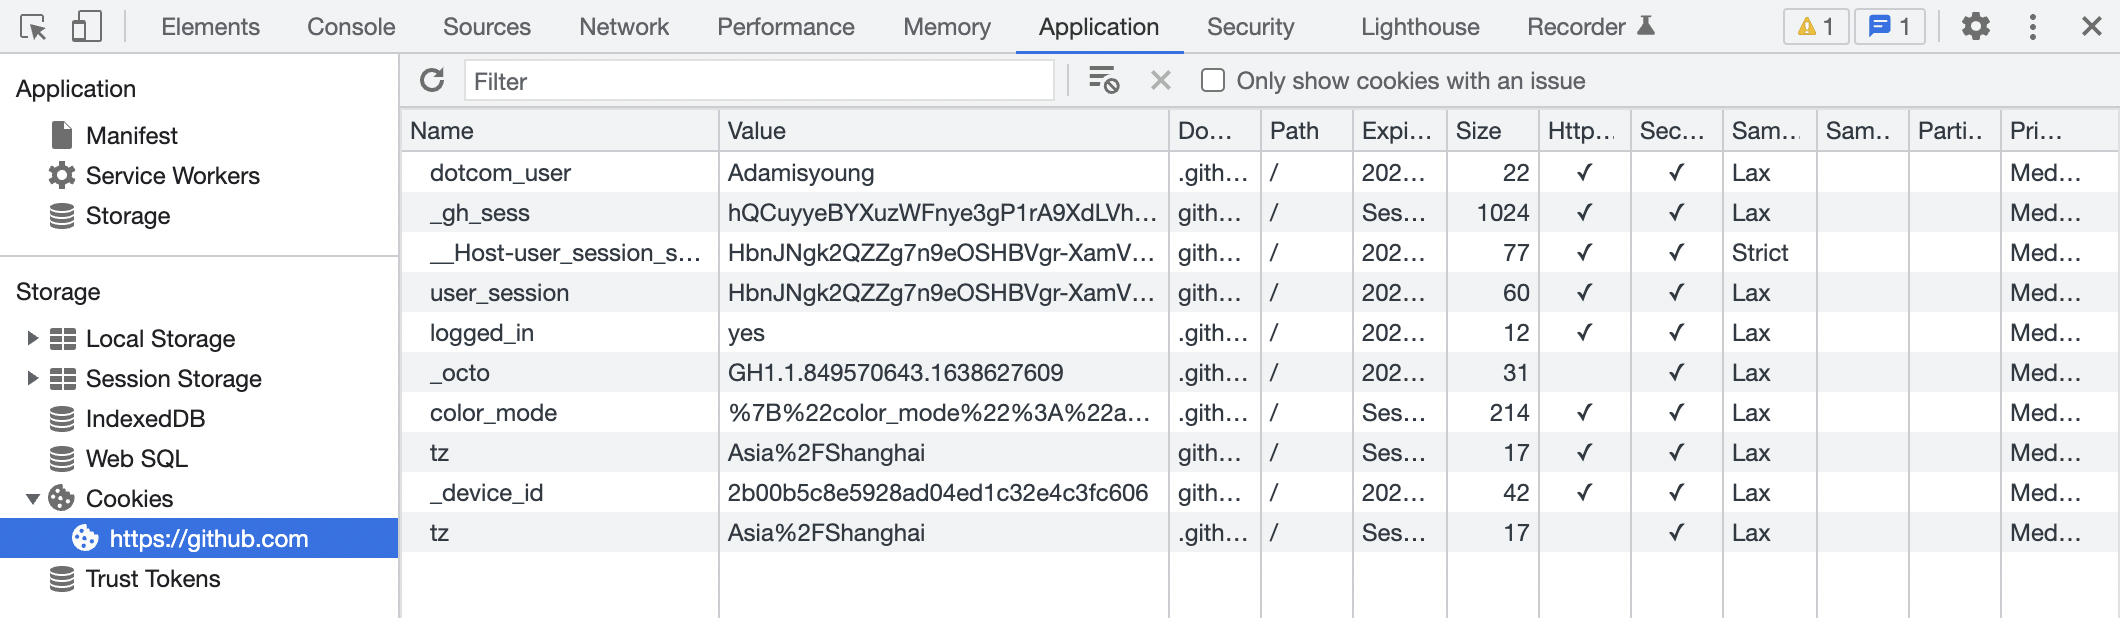 Elements Console Sources Network Performance Memory Application Security Lighthouse Recorder 1 1
Application
Manifest
Service Workers
Storage
Storage
Local Storage
Session Storage
IndexedDB
Web SQL
Cookies
https://github.com
Trust Tokens
Filter Only show cookies with an issue
Name Value Do... Path Expi... Size Http... Sec... Sam... Sam.. Parti.. Pri...
dotcom_user Adamisyoung .gith... / 202... 22 ✓ ✓ Lax Med...
_gh_sess hQCuyyeBYXuzWFnye3gP1rA9XdLVh... gith... / Ses... 1024 ✓ ✓ Lax Med...
__Host-user_session_s... HbnJNgk2QZZg7n9eOSHBVgr-XamV... gith... / 202... 77 ✓ ✓ Strict Med...
user_session HbnJNgk2QZZg7n9eOSHBVgr-XamV... gith... / 202... 60 ✓ ✓ Lax Med...
logged_in yes .gith... / 202... 12 ✓ ✓ Lax Med...
_octo GH1.1.849570643.1638627609 .gith... / 202... 31 ✓ Lax Med...
color_mode %7B%22color_mode%22%3A%22a... .gith... / Ses... 214 ✓ ✓ Lax Med...
tz Asia%2FShanghai gith... / Ses... 17 ✓ ✓ Lax Med...
_device_id 2b00b5c8e5928ad04ed1c32e4c3fc606 gith... / 202... 42 ✓ ✓ Lax Med...
tz Asia%2FShanghai .gith... / Ses... 17 ✓ Lax Med...